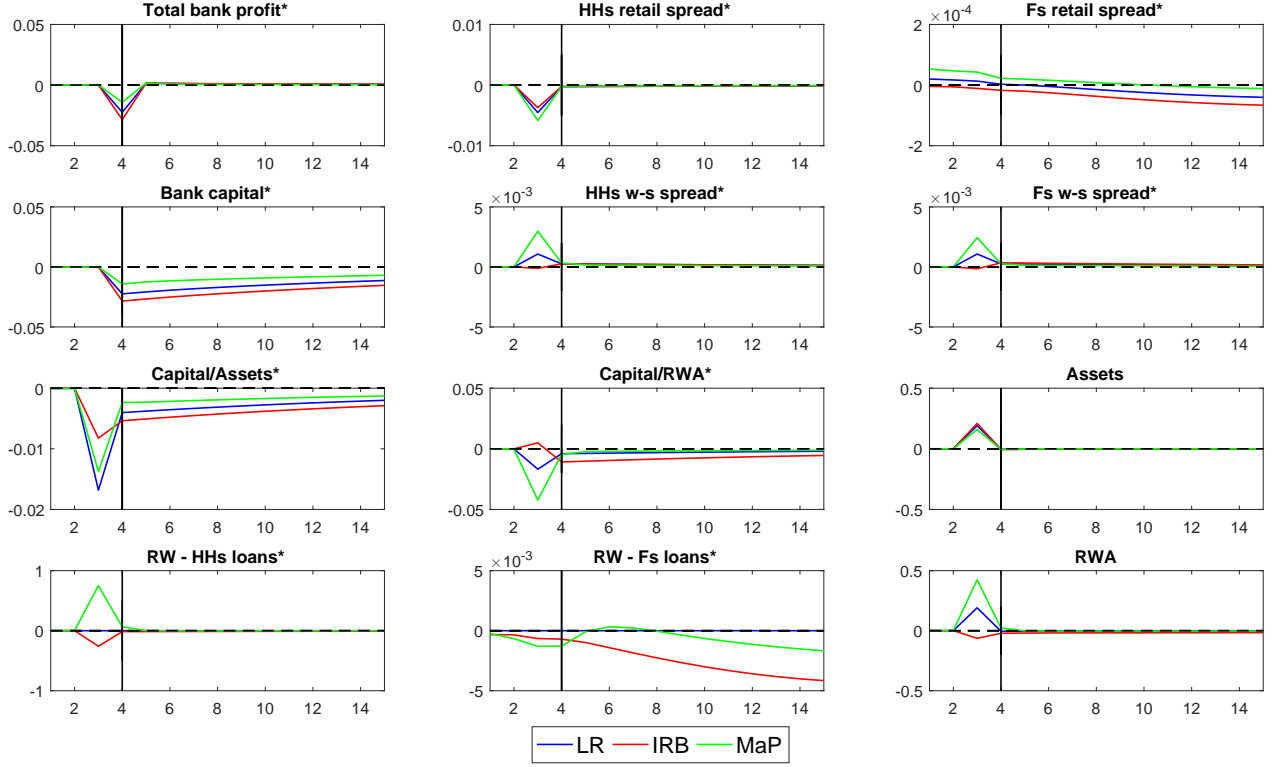 Total bank profit*
0.05
0
-0.05
2 4 6 8 10 12 14
HHs retail spread*
0.01
0
-0.01
2 4 6 8 10 12 14
Fs retail spread*
×10-4
2
0
-2
2 4 6 8 10 12 14
Bank capital*
0.05
0
-0.05
2 4 6 8 10 12 14
HHs w-s spread*
×10-3
5
0
-5
2 4 6 8 10 12 14
Fs w-s spread*
×10-3
5
0
-5
2 4 6 8 10 12 14
Capital/Assets*
0
-0.01
-0.02
2 4 6 8 10 12 14
Capital/RWA*
0.05
0
-0.05
2 4 6 8 10 12 14
Assets
0.5
0
-0.5
2 4 6 8 10 12 14
RW - HHs loans*
1
0
-1
2 4 6 8 10 12 14
RW - Fs loans*
×10-3
5
0
-5
2 4 6 8 10 12 14
RWA
0.5
0
-0.5
2 4 6 8 10 12 14
LR IRB MaP